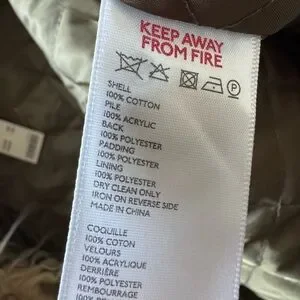 KEEP AWAY
FROM FIRE
SHELL
100% COTTON
PILE
100% ACRYLIC
BACK
100% POLYESTER
PADDING
100% POLYESTER
LINING
100% POLYESTER
DRY CLEAN ONLY
IRON ON REVERSE SIDE
MADE IN CHINA
COQUILLE
100% COTON
VELOURS
100% ACRYLIQUE
DERRIÈRE
100% POLYESTER
REMBOURRAGE